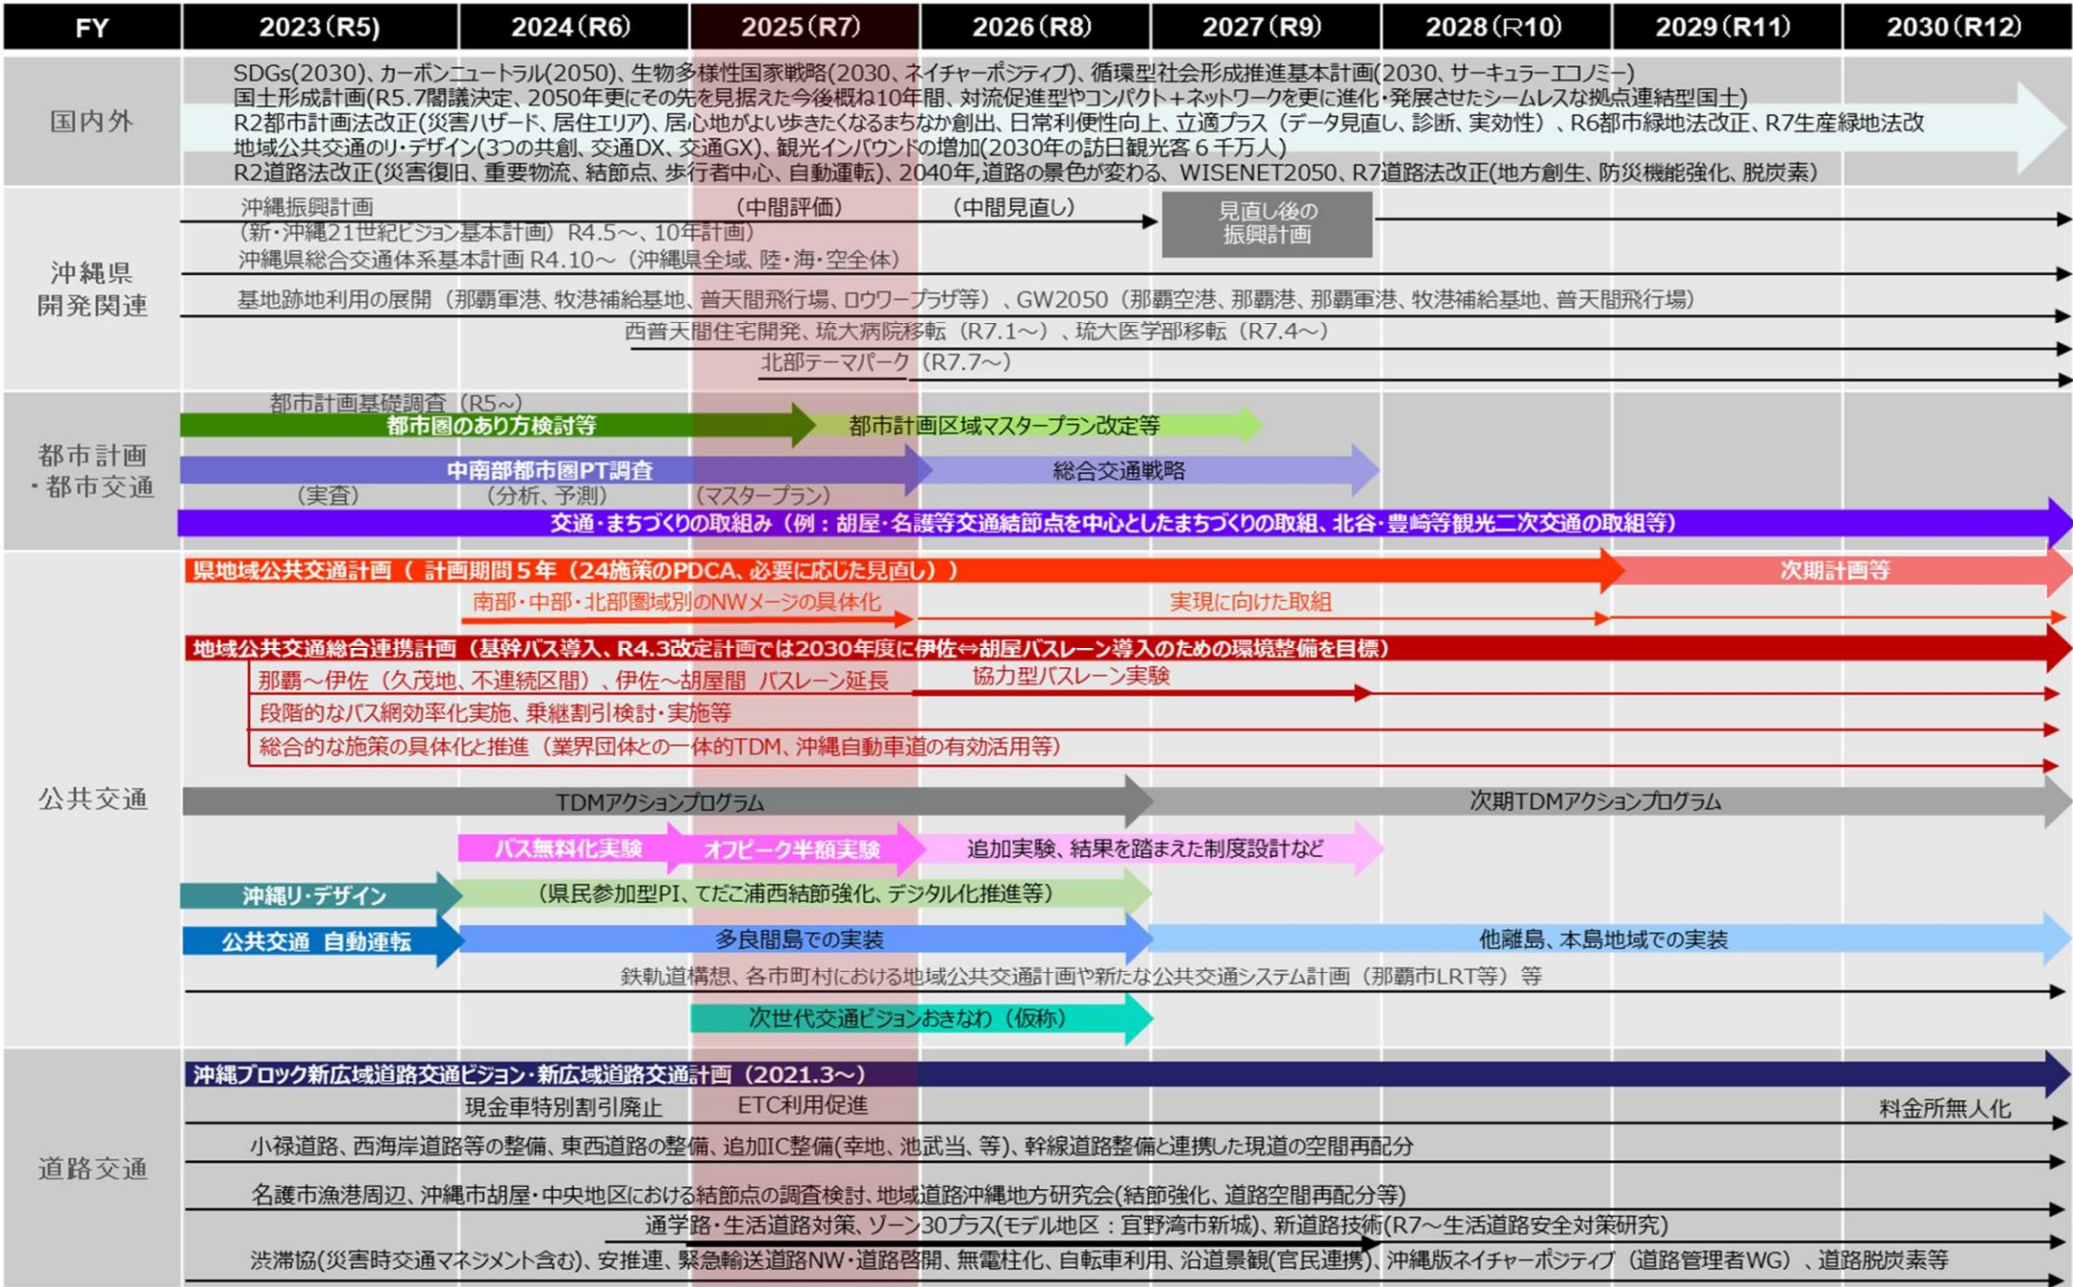 FY 2023(R5) 2024(R6) 2025(R7) 2026(R8) 2027(R9) 2028(R10) 2029(R11) 2030(R12)
国内外
SDGs(2030)、カーボンニュートラル(2050)、生物多様性国家戦略(2030、ネイチャーポジティブ)、循環型社会形成推進基本計画(2030、サーキュラーエコノミー)
国土形成計画(R5.7閣議決定、2050年更にその先を見据えた今後概ね10年間、対流促進型やコンパクト＋ネットワークを更に進化・発展させたシームレスな拠点連結型国土)
R2都市計画法改正(災害ハザード、居住エリア)、居心地がよい歩きたくなるまちなか創出、日常利便性向上、立適プラス（データ見直し、診断、実効性）、R6都市緑地法改正、R7生産緑地法改
地域公共交通のリ・デザイン(3つの共創、交通DX、交通GX)、観光インバウンドの増加(2030年の訪日観光客６千万人)
R2道路法改正(災害復旧、重要物流、結節点、歩行者中心、自動運転)、2040年,道路の景色が変わる、WISENET2050、R7道路法改正(地方創生、防災機能強化、脱炭素）
沖縄県
開発関連
沖縄振興計画 （中間評価） （中間見直し）
（新・沖縄21世紀ビジョン基本計画）R4.5～、10年計画）
見直し後の
振興計画
沖縄県総合交通体系基本計画 R4.10～（沖縄県全域、陸・海・空全体）
基地跡地利用の展開（那覇軍港、牧港補給基地、普天間飛行場、ロウワープラザ等）、GW2050（那覇空港、那覇港、那覇軍港、牧港補給基地、普天間飛行場）
西普天間住宅開発、琉大病院移転（R7.1～）、琉大医学部移転（R7.4～）
北部テーマパーク（R7.7～）
都市計画
・都市交通
都市計画基礎調査（R5～）
都市圏のあり方検討等 都市計画区域マスタープラン改定等
中南部都市圏PT調査 総合交通戦略
（実査） （分析、予測） （マスタープラン）
交通・まちづくりの取組み（例：胡屋・名護等交通結節点を中心としたまちづくりの取組、北谷・豊崎等観光二次交通の取組等）
公共交通
県地域公共交通計画（ 計画期間５年（24施策のPDCA、必要に応じた見直し）） 次期計画等
南部・中部・北部圏域別のNWメージの具体化 実現に向けた取組
地域公共交通総合連携計画（基幹バス導入、R4.3改定計画では2030年度に伊佐⇔胡屋バスレーン導入のための環境整備を目標）
那覇～伊佐（久茂地、不連続区間）、伊佐～胡屋間 バスレーン延長 協力型バスレーン実験
段階的なバス網効率化実施、乗継割引検討・実施等
総合的な施策の具体化と推進（業界団体との一体的TDM、沖縄自動車道の有効活用等）
TDMアクションプログラム 次期TDMアクションプログラム
バス無料化実験 オフピーク半額実験 追加実験、結果を踏まえた制度設計など
沖縄リ・デザイン （県民参加型PI、てだこ浦西結節強化、デジタル化推進等）
公共交通 自動運転 多良間島での実装 他離島、本島地域での実装
鉄軌道構想、各市町村における地域公共交通計画や新たな公共交通システム計画（那覇市LRT等）等
次世代交通ビジョンおきなわ（仮称）
道路交通
沖縄ブロック新広域道路交通ビジョン・新広域道路交通計画（2021.3～）
現金車特別割引廃止 ETC利用促進 料金所無人化
小禄道路、西海岸道路等の整備、東西道路の整備、追加IC整備(幸地、池武当、等)、幹線道路整備と連携した現道の空間再配分
名護市漁港周辺、沖縄市胡屋・中央地区における結節点の調査検討、地域道路沖縄地方研究会(結節強化、道路空間再配分等)
通学路・生活道路対策、ゾーン30プラス(モデル地区：宜野湾市新城)、新道路技術(R7～生活道路安全対策研究)
渋滞協(災害時交通マネジメント含む)、安推連、緊急輸送道路NW・道路啓開、無電柱化、自転車利用、沿道景観(官民連携)、沖縄版ネイチャーポジティブ（道路管理者WG）、道路脱炭素等